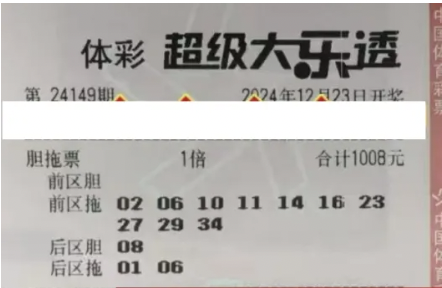 体彩 超级大乐透
第 24149期 2024年12月23日开奖
胆拖票 1倍 合计1008元
前区胆
前区拖 02 06 10 11 14 16 23
27 29 34
后区胆 08
后区拖 01 06
中国体育彩票
中国体育